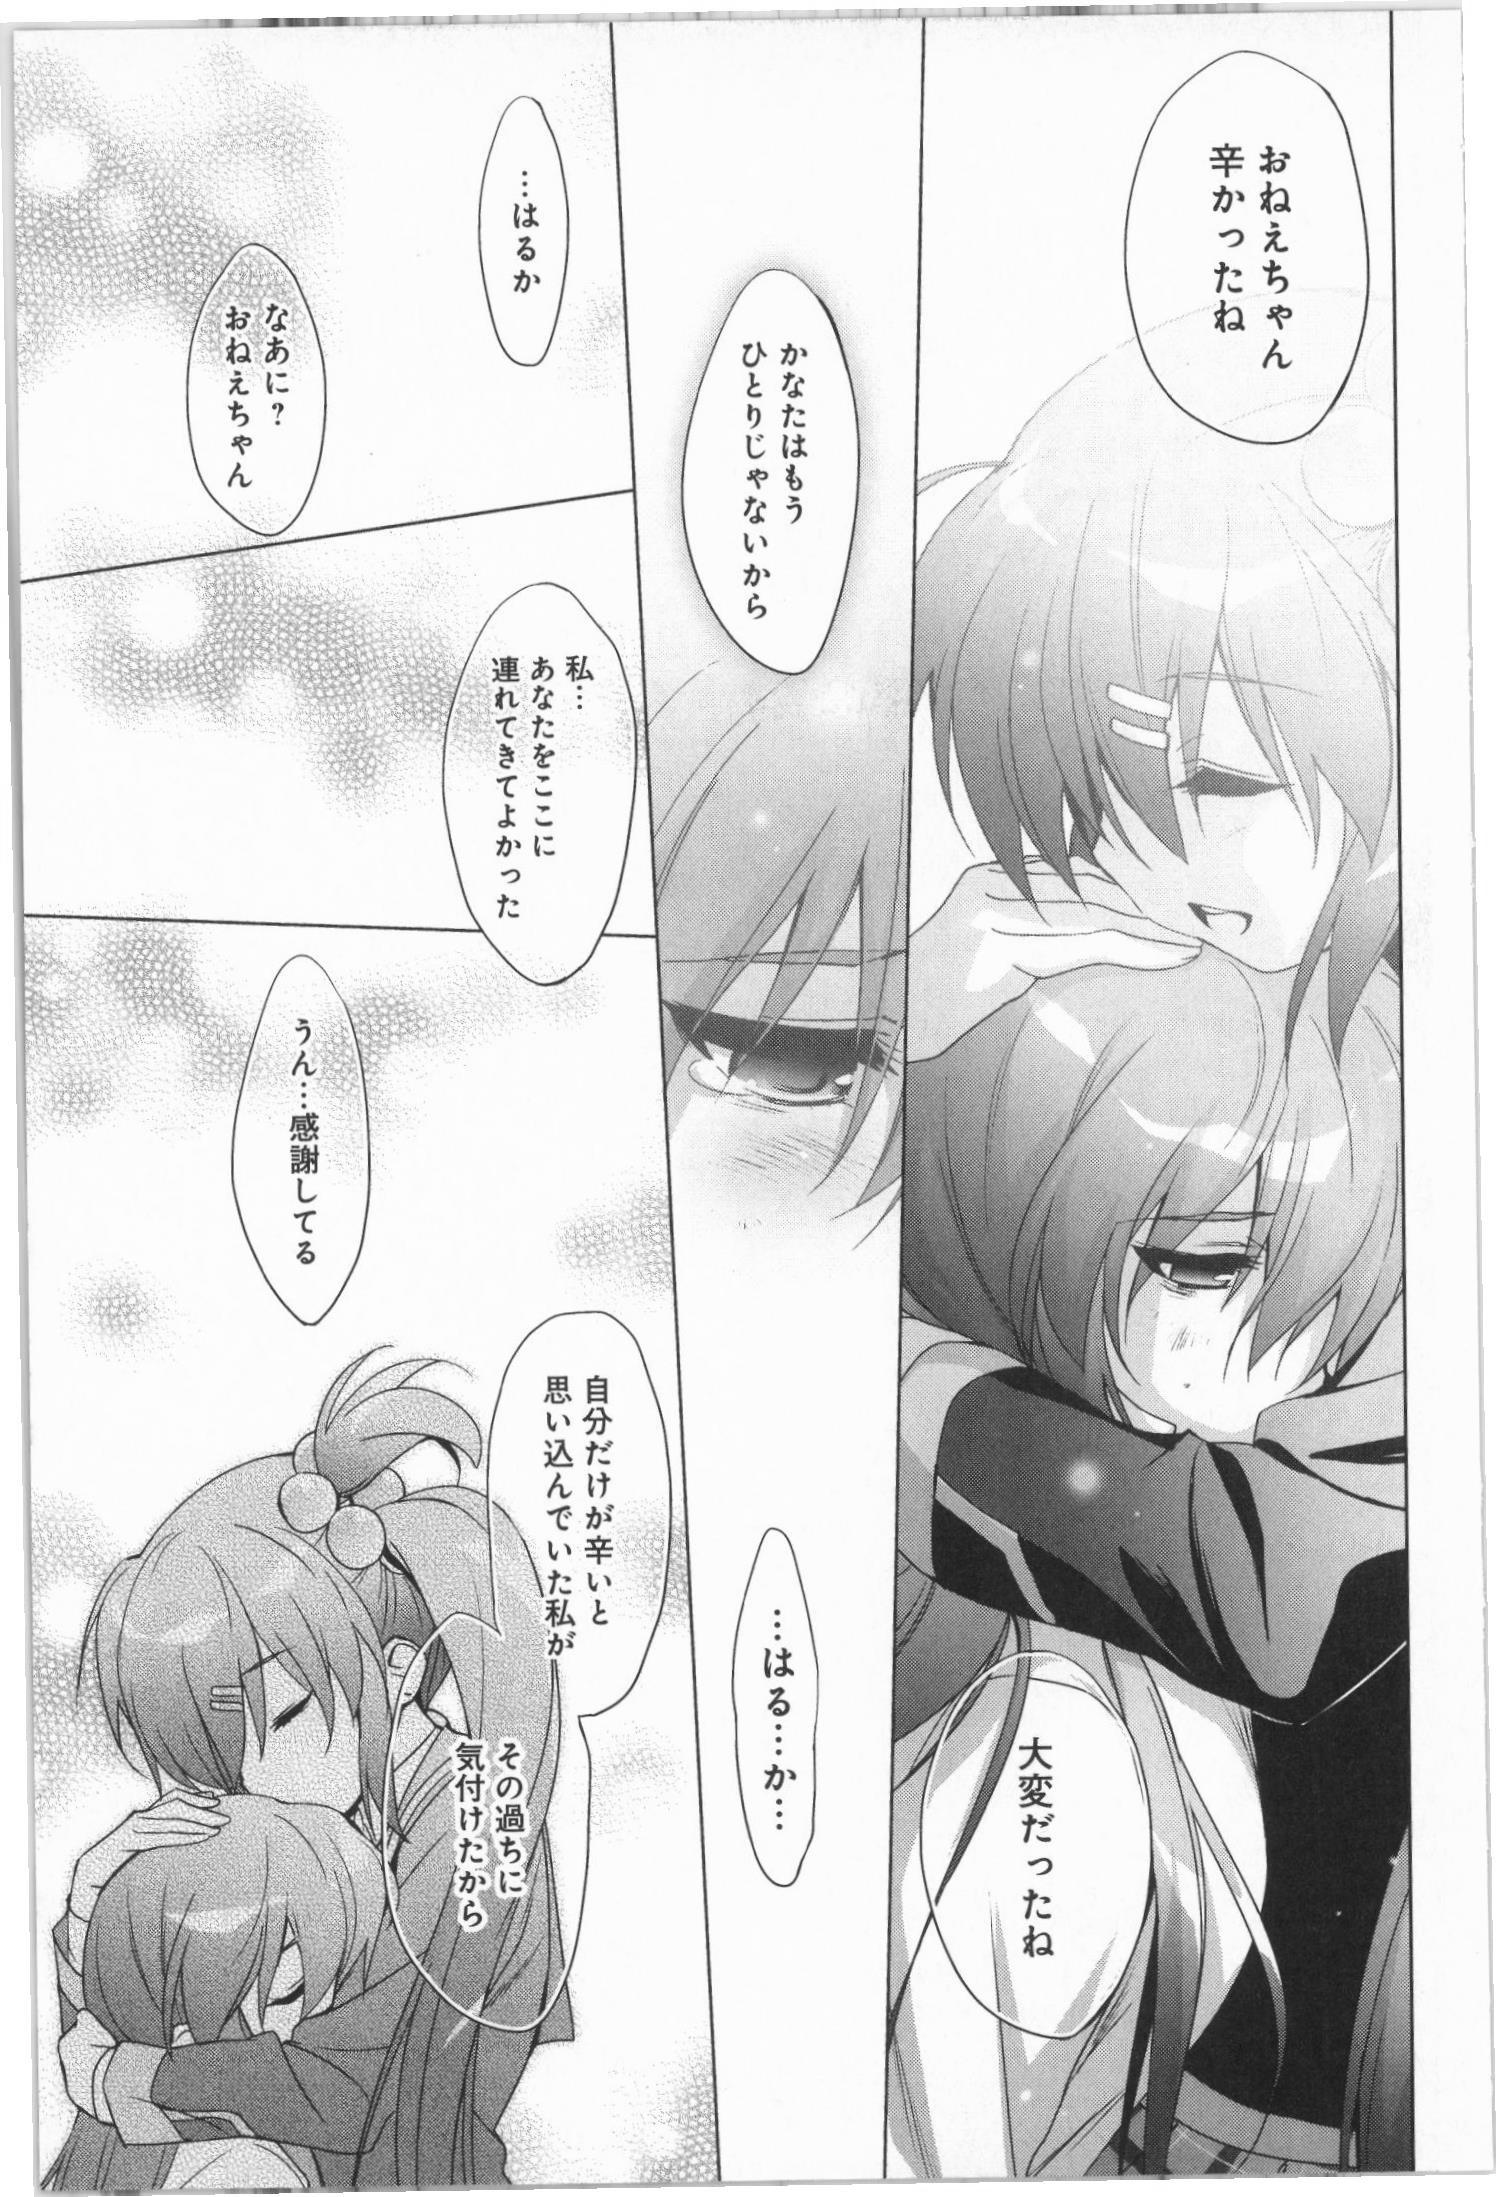 おねえちゃん
辛かったね
大変だったね
かなたはもう
ひとりじゃないから
…はる…か…
…はるか
なあに？
おねえちゃん
私…
あなたをここに
連れてきてよかった
うん…感謝してる
自分だけが辛いと
思い込んでいた私が
その過ちに
気付けたから